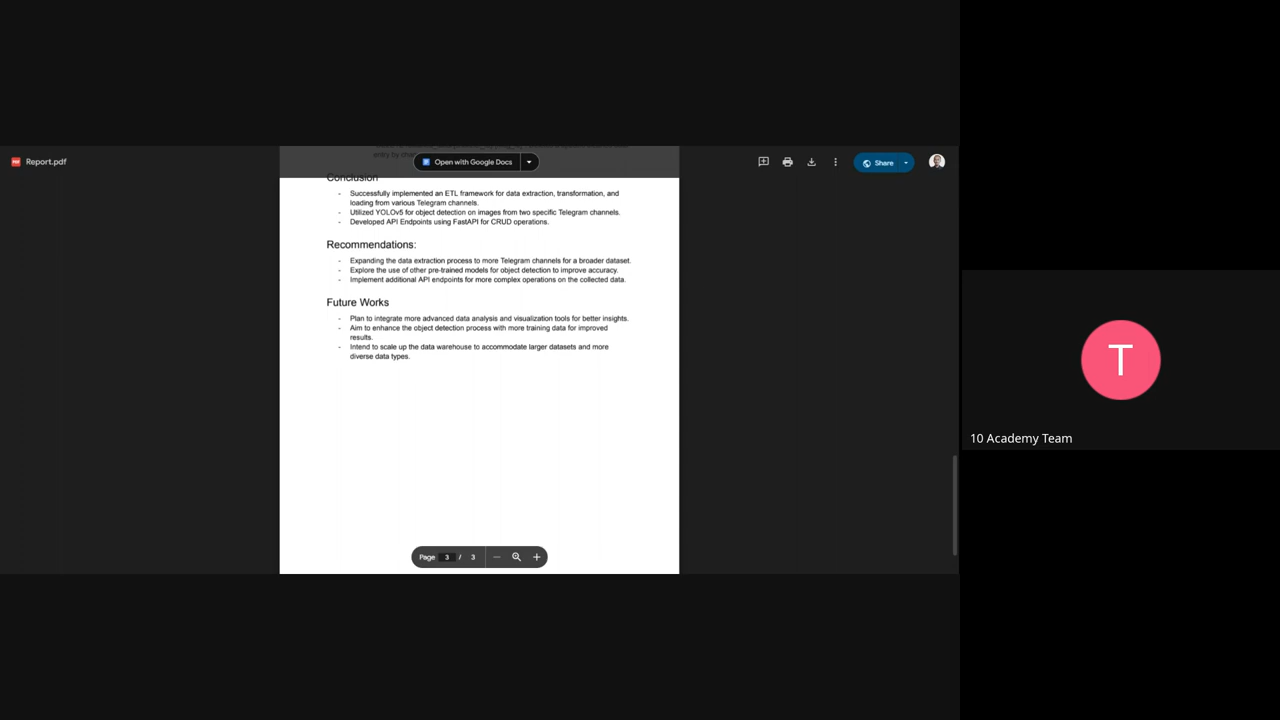 Report.pdf
Open with Google Docs
Share
entry by
Conclusion
- Successfully implemented an ETL framework for data extraction, transformation, and
loading from various Telegram channels.
- Utilized YOLOv5 for object detection on images from two specific Telegram channels.
- Developed API Endpoints using FastAPI for CRUD operations.
Recommendations:
- Expanding the data extraction process to more Telegram channels for a broader dataset.
- Explore the use of other pre-trained models for object detection to improve accuracy.
- Implement additional API endpoints for more complex operations on the collected data.
Future Works
- Plan to integrate more advanced data analysis and visualization tools for better insights.
- Aim to enhance the object detection process with more training data for improved
results.
- Intend to scale up the data warehouse to accommodate larger datasets and more
diverse data types.
Page 3 / 3
T
10 Academy Team